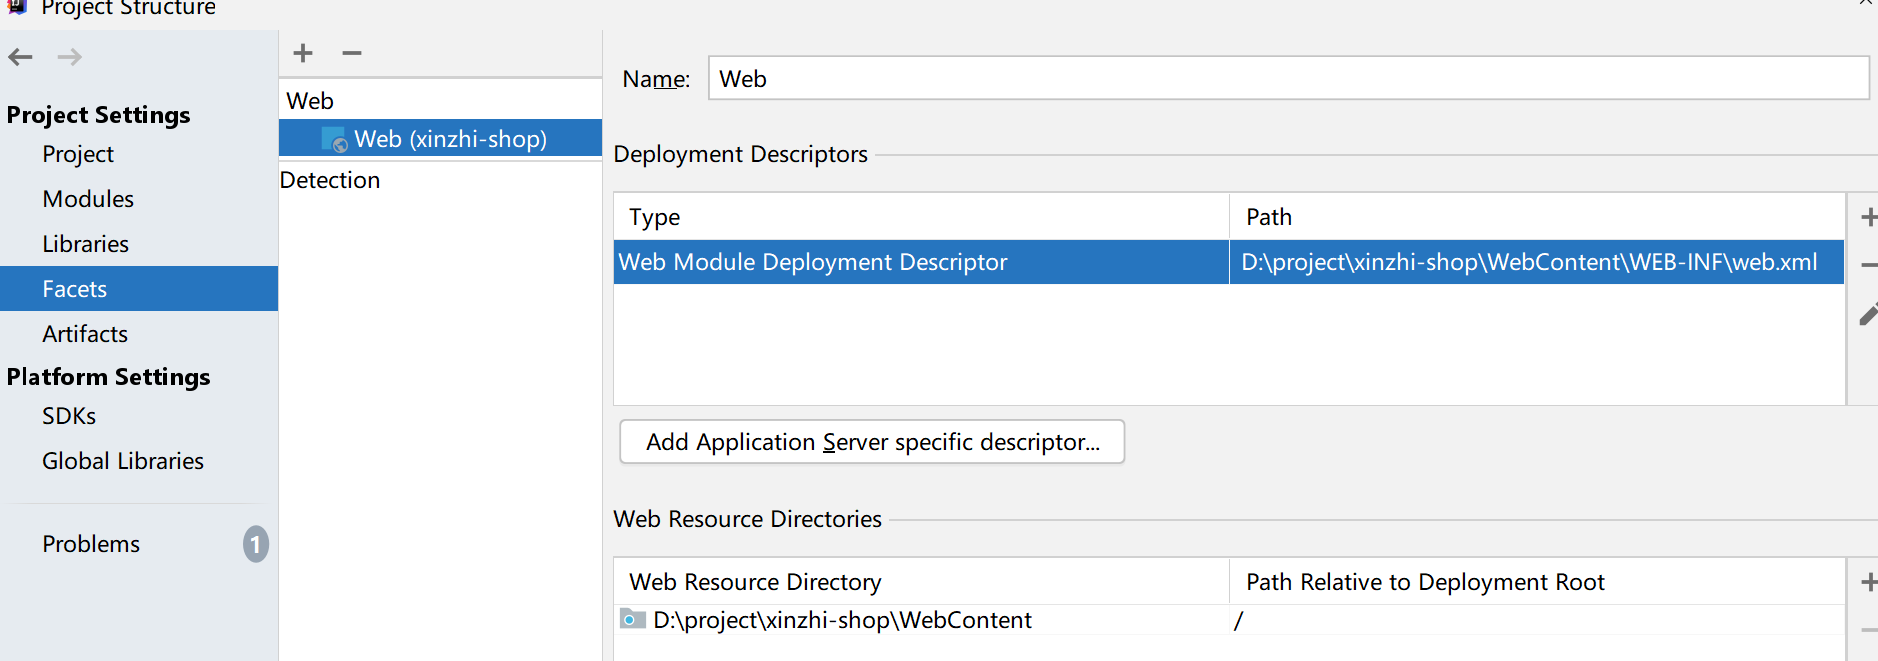 Project Structure
Project Settings
Project
Modules
Libraries
Facets
Artifacts
Platform Settings
SDKs
Global Libraries
Problems 1
Web
Web (xinzhi-shop)
Detection
Name: Web
Deployment Descriptors
Type Path
Web Module Deployment Descriptor D:\project\xinzhi-shop\WebContent\WEB-INF\web.xml
Add Application Server specific descriptor...
Web Resource Directories
Web Resource Directory Path Relative to Deployment Root
D:\project\xinzhi-shop\WebContent /